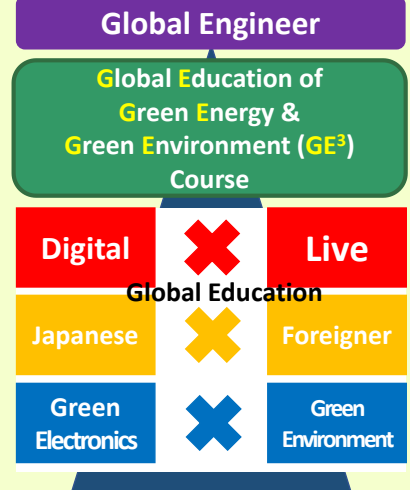 Global Engineer
Global Education of
Green Energy &
Green Environment (GE³)
Course
Digital
Live
Global Education
Japanese
Foreigner
Green
Electronics
Green
Environment